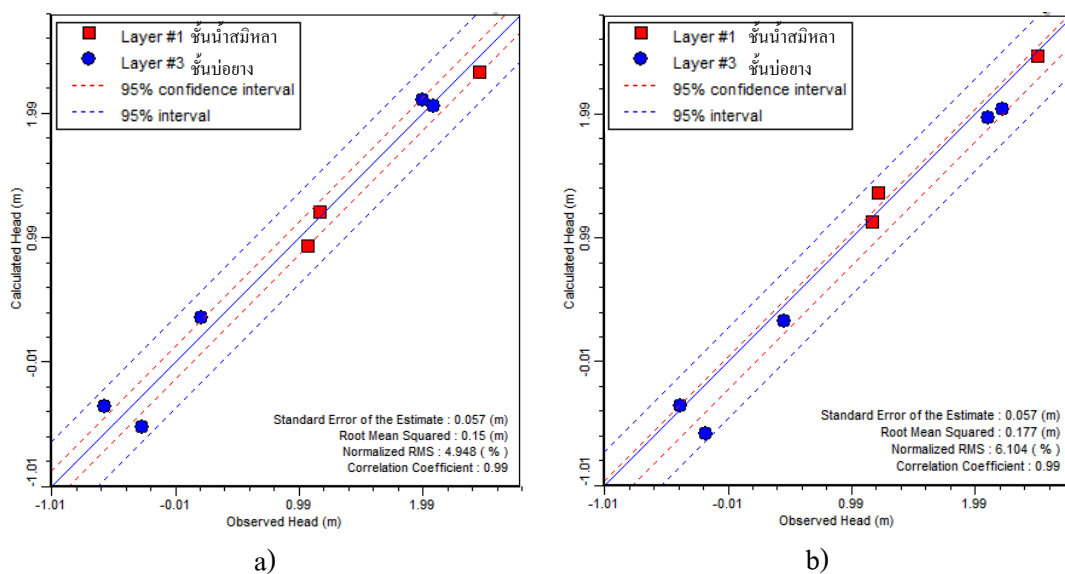 Layer #1 ชั้นน้ำสมิหลา
Layer #3 ชั้นบ่อยาง
95% confidence interval
95% interval
Calculated Head (m)
1.99
0.99
-0.01
-1.01
Standard Error of the Estimate : 0.057 (m)
Root Mean Squared : 0.15 (m)
Normalized RMS : 4.948 ( % )
Correlation Coefficient : 0.99
-1.01 -0.01 0.99 1.99
Observed Head (m)
a)
Layer #1 ชั้นน้ำสมิหลา
Layer #3 ชั้นบ่อยาง
95% confidence interval
95% interval
Calculated Head (m)
1.99
0.99
-0.01
-1.01
Standard Error of the Estimate : 0.057 (m)
Root Mean Squared : 0.177 (m)
Normalized RMS : 6.104 ( % )
Correlation Coefficient : 0.99
-1.01 -0.01 0.99 1.99
Observed Head (m)
b)